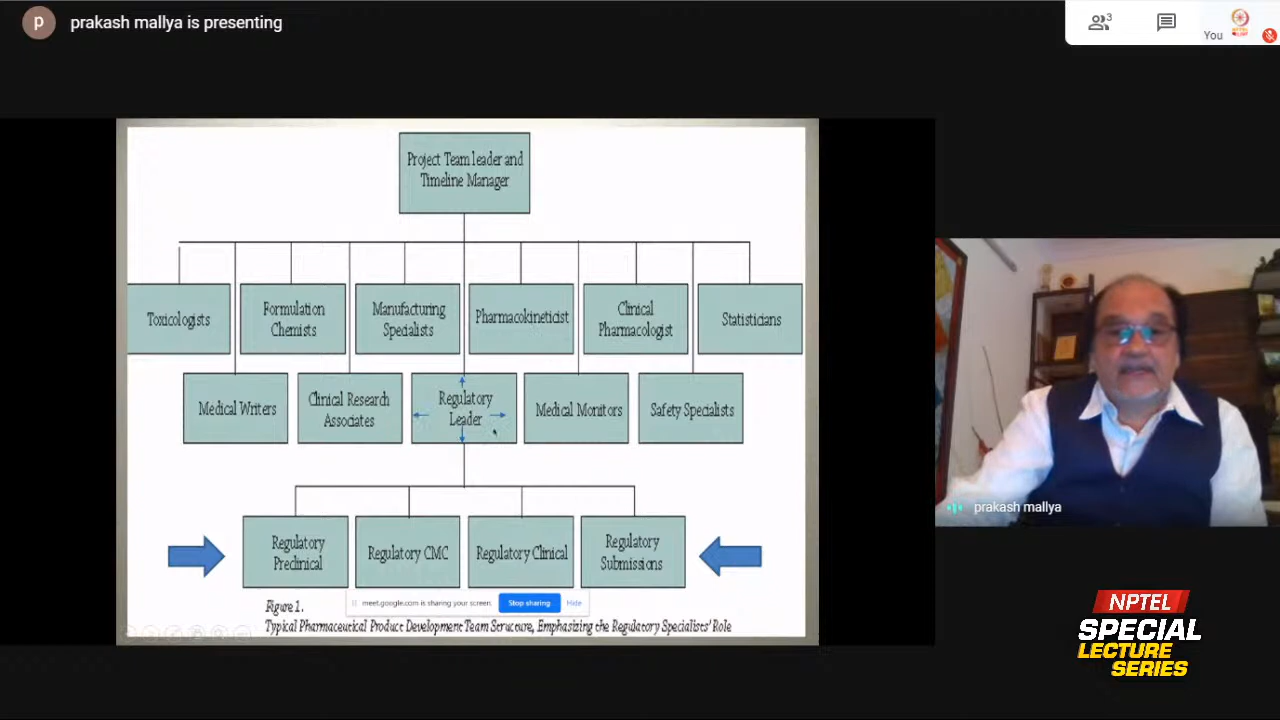 p
prakash mallya is presenting
3
You
Project Team leader and
Timeline Manager
Toxicologists
Formulation
Chemists
Manufacturing
Specialists
Pharmacokineticist
Clinical
Pharmacologist
Statisticians
Medical Writers
Clinical Research
Associates
Regulatory
Leader
Medical Monitors
Safety Specialists
Regulatory
Preclinical
Regulatory CMC
Regulatory Clinical
Regulatory
Submissions
meet.google.com is sharing your screen.
Stop sharing
Hide
Figure 1.
Typical Pharmaceutical Product Development Team Structure, Emphasizing the Regulatory Specialists' Role
prakash mallya
NPTEL
SPECIAL
LECTURE
SERIES